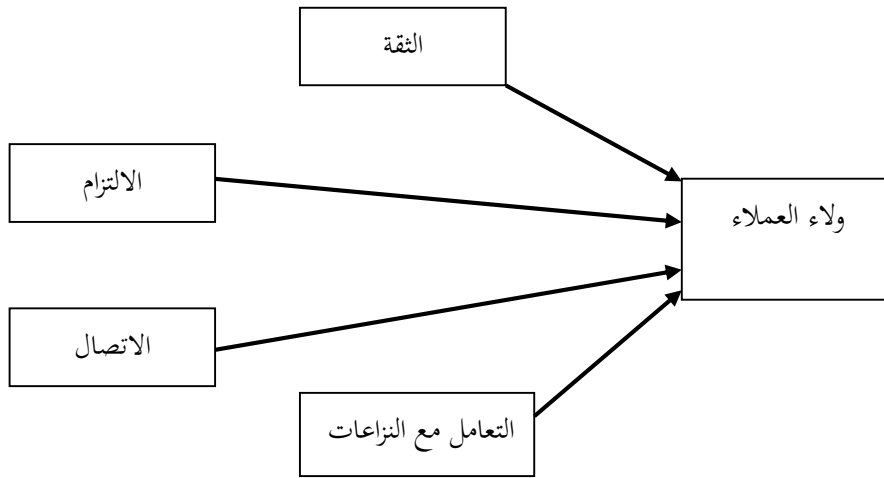 الثقة
الالتزام
ولاء العملاء
الاتصال
التعامل مع النزاعات